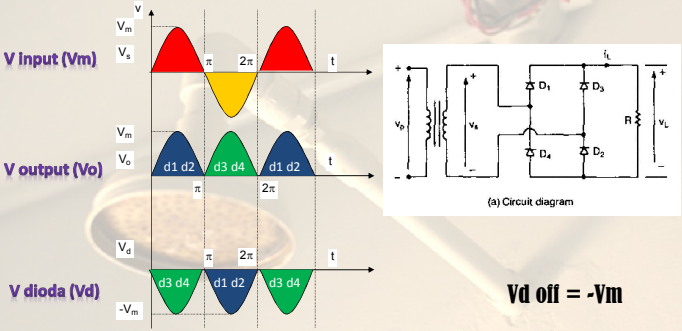 v
Vm
Vs
π
2π
t
V input (Vm)
Vm
Vo
d1 d2
d3 d4
d1 d2
t
V output (Vo)
π
2π
Vd
π
2π
t
d3 d4
d1 d2
d3 d4
V dioda (Vd)
-Vm
iL
+
+
+
D1
D3
vp
vs
R
vL
D4
D2
-
-
-
(a) Circuit diagram
Vd off = -Vm